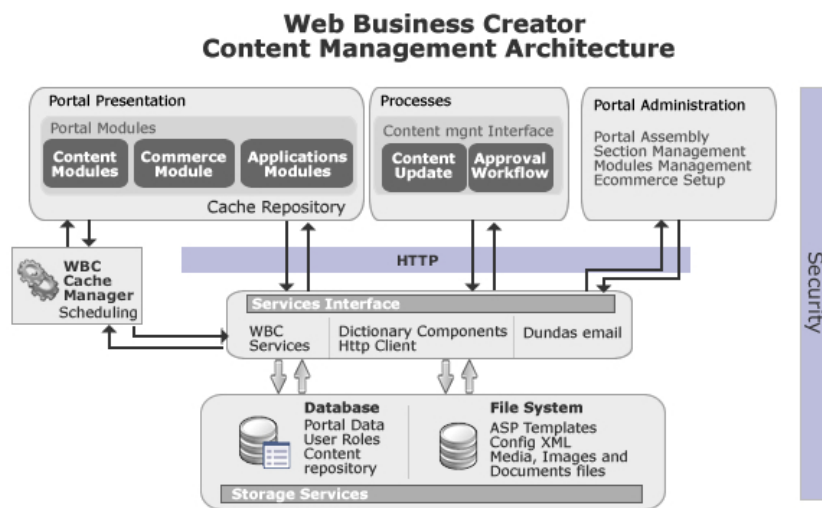 Web Business Creator
Content Management Architecture
Portal Presentation
Portal Modules
Content
Modules
Commerce
Module
Applications
Modules
Cache Repository
Processes
Content mgnt Interface
Content
Update
Approval
Workflow
Portal Administration
Portal Assembly
Section Management
Modules Management
Ecommerce Setup
WBC
Cache
Manager
Scheduling
HTTP
Security
Services Interface
WBC
Services
Dictionary Components
Http Client
Dundas email
Database
Portal Data
User Roles
Content
repository
File System
ASP Templates
Config XML
Media, Images and
Documents files
Storage Services